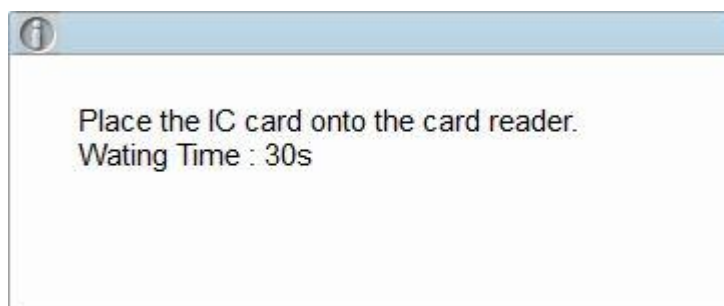 Place the IC card onto the card reader.
Wating Time : 30s